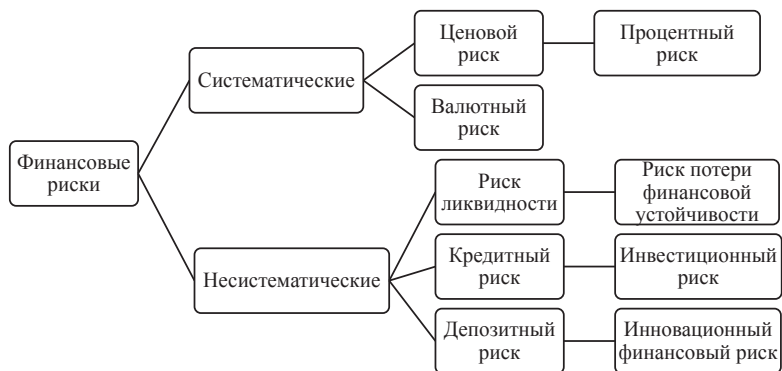 Финансовые
риски
Систематические
Ценовой
риск
Процентный
риск
Валютный
риск
Несистематические
Риск
ликвидности
Риск потери
финансовой
устойчивости
Кредитный
риск
Инвестиционный
риск
Депозитный
риск
Инновационный
финансовый риск